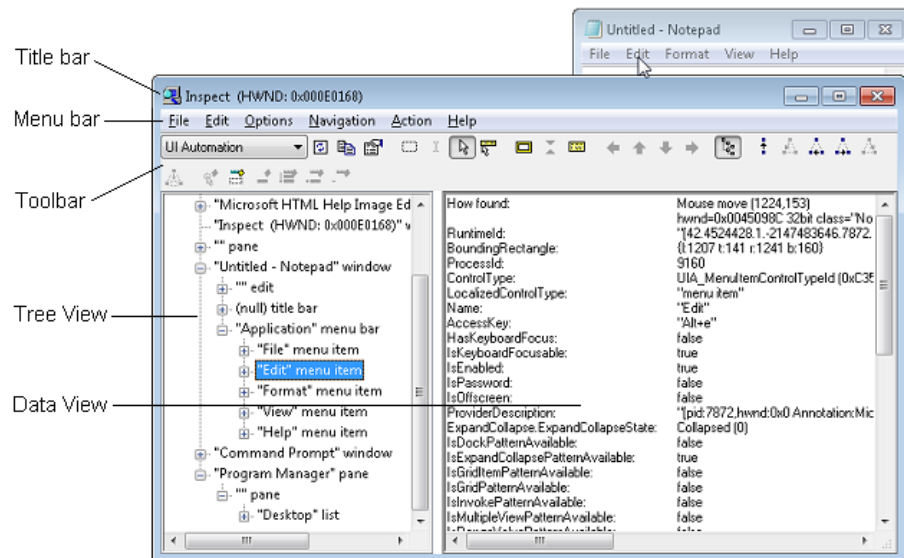 Untitled - Notepad
File Edit Format View Help
Title bar
Inspect (HWND: 0x000E0168)
Menu bar
File Edit Options Navigation Action Help
UI Automation
Toolbar
"Microsoft HTML Help Image Ed
"Inspect (HWND: 0x000E0168)" w
"" pane
"Untitled - Notepad" window
"" edit
(null) title bar
Tree View
"Application" menu bar
"File" menu item
"Edit" menu item
"Format" menu item
"View" menu item
"Help" menu item
"Command Prompt" window
"Program Manager" pane
"" pane
"Desktop" list
Data View
How found: Mouse move (1224,153)
hwnd=0x0045098C 32bit class="No
RuntimeId: "[42.4524428.1.-2147483646.7872.
BoundingRectangle: {l:1207 t:141 r:1241 b:160}
ProcessId: 9160
ControlType: UIA_MenuItemControlTypeId (0xC35
LocalizedControlType: "menu item"
Name: "Edit"
AccessKey: "Alt+e"
HasKeyboardFocus: false
IsKeyboardFocusable: true
IsEnabled: true
IsPassword: false
IsOffscreen: false
ProviderDescription: "[pid:7872,hwnd:0x0 Annotation:Mic
ExpandCollapse.ExpandCollapseState: Collapsed (0)
IsDockPatternAvailable: false
IsExpandCollapsePatternAvailable: true
IsGridItemPatternAvailable: false
IsGridPatternAvailable: false
IsInvokePatternAvailable: false
IsMultipleViewPatternAvailable: false
IsRangeValuePatternAvailable: false